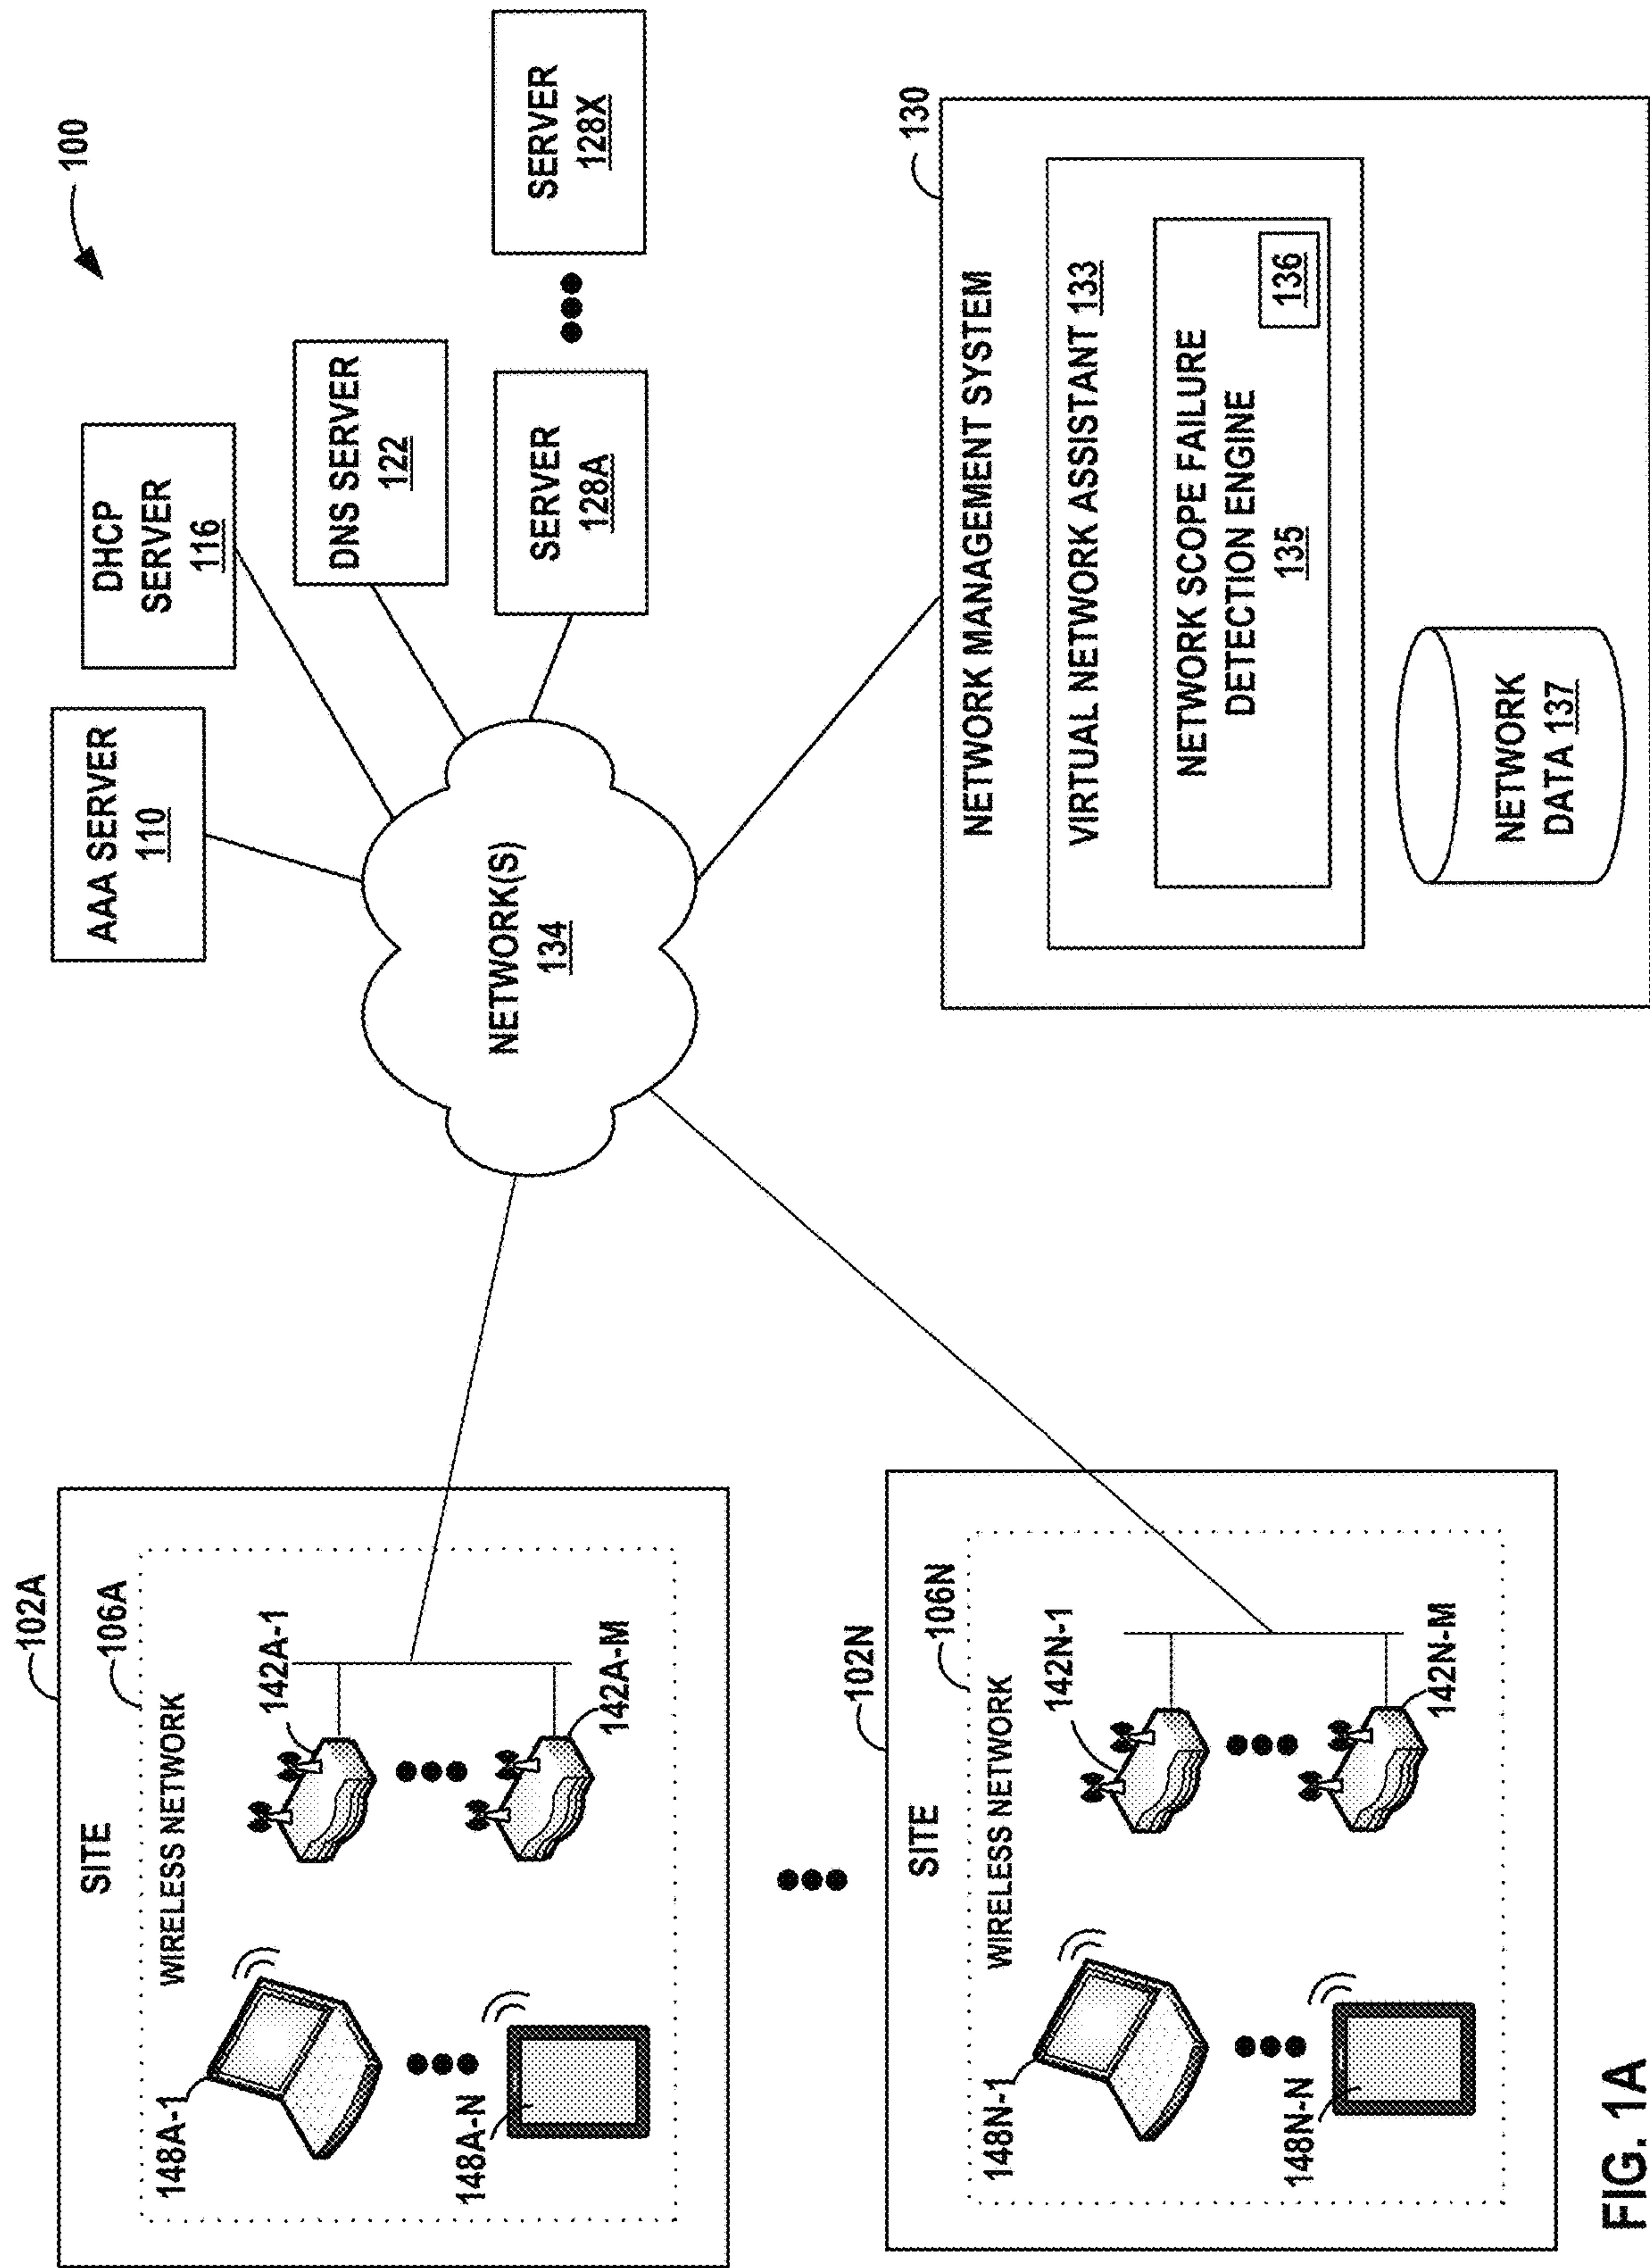 100
102A
SITE
106A
WIRELESS NETWORK
148A-1
148A-N
142A-1
142A-M
102N
SITE
106N
WIRELESS NETWORK
148N-1
148N-N
142N-1
142N-M
NETWORK(S)
134
AAA SERVER
110
DHCP
SERVER
116
DNS SERVER
122
SERVER
128A
SERVER
128X
130
NETWORK MANAGEMENT SYSTEM
VIRTUAL NETWORK ASSISTANT 133
NETWORK SCOPE FAILURE
DETECTION ENGINE
135
136
NETWORK
DATA 137
FIG. 1A